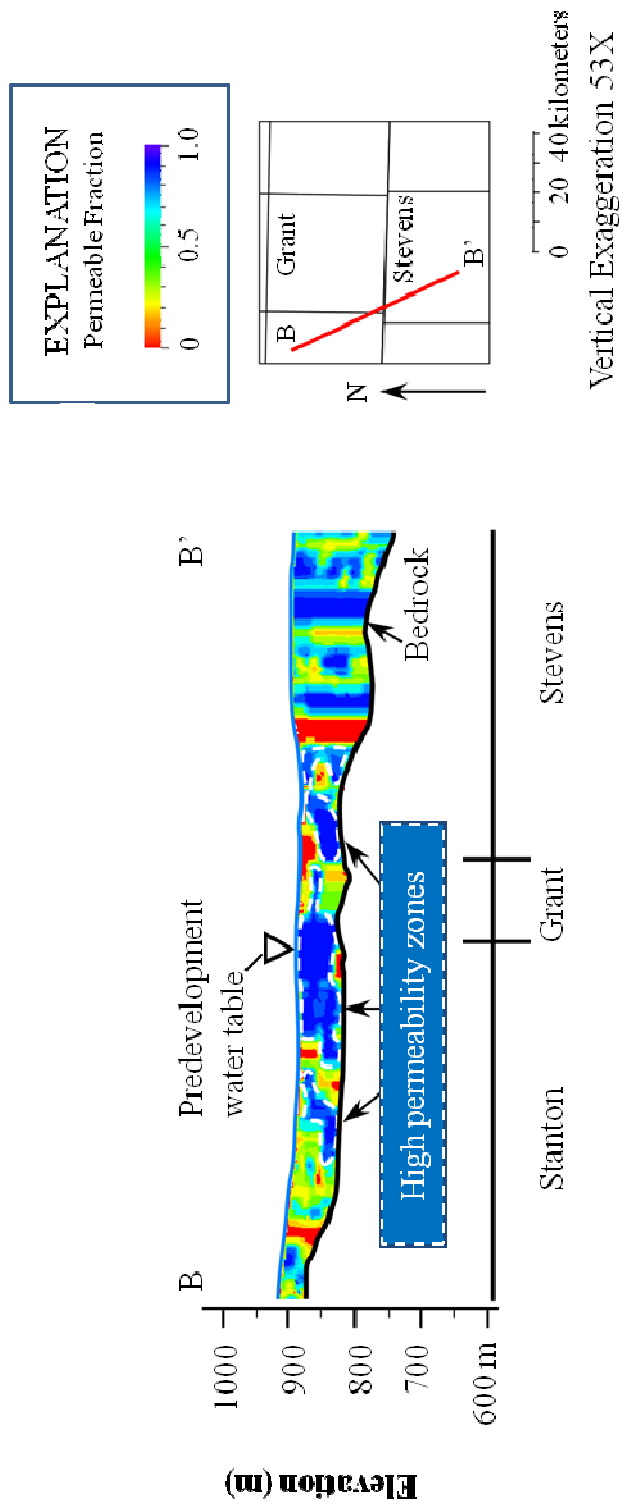 Elevation (m)
1000
900
800
700
600 m
B
B’
Predevelopment
water table
High permeability zones
Bedrock
Stanton
Grant
Stevens
EXPLANATION
Permeable Fraction
0
0.5
1.0
N
B
Grant
Stevens
B’
0 20 40 kilometers
Vertical Exaggeration 53X